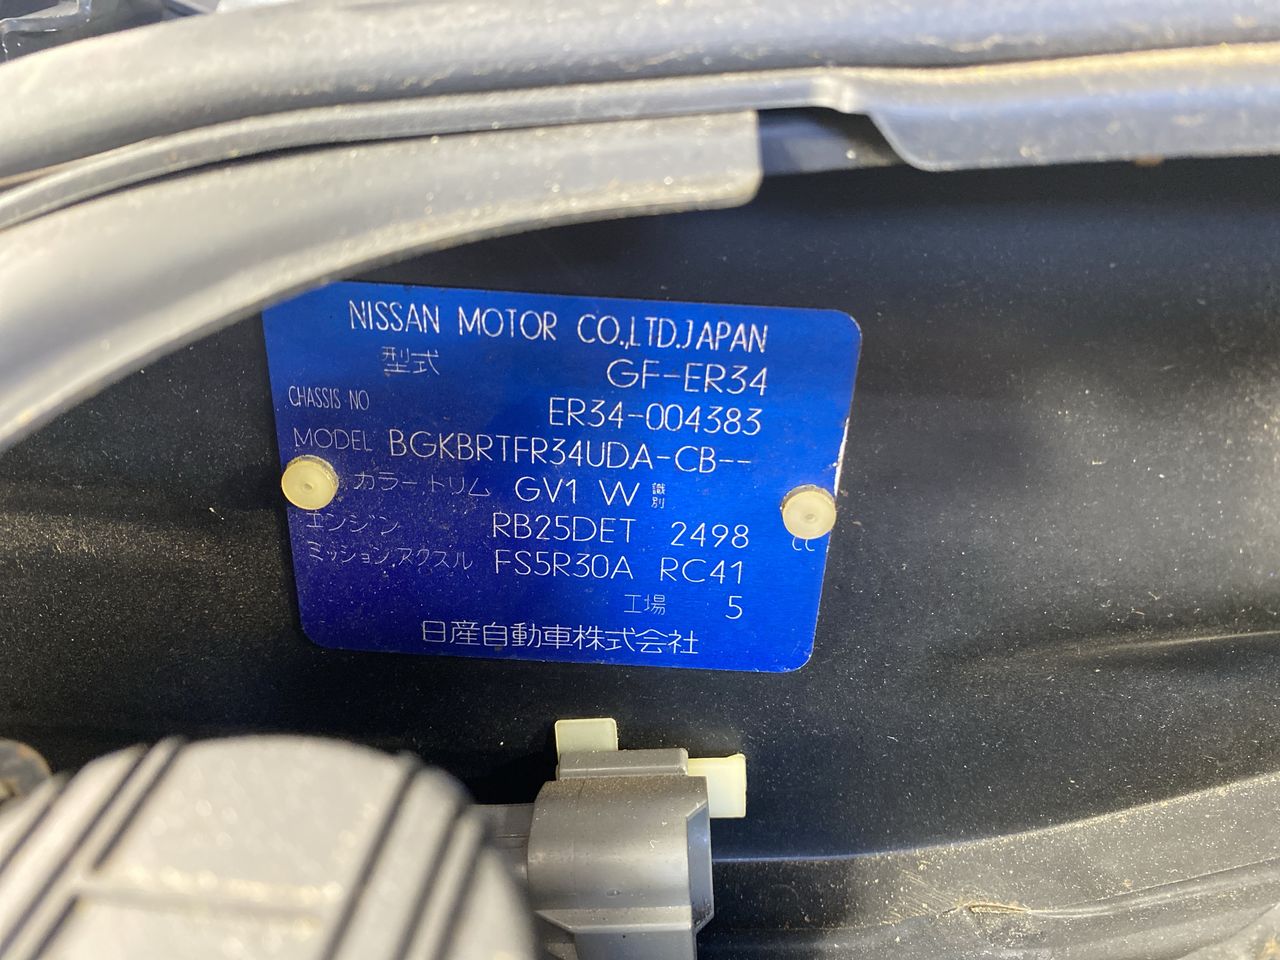 NISSAN MOTOR CO.,LTD.JAPAN
型式 GF-ER34
CHASSIS NO ER34-004383
MODEL BGKBRTFR34UDA-CB--
カラー トリム GV1 W 識別
エンジン RB25DET 2498 cc
ミッション,アクスル FS5R30A RC41
工場 5
日産自動車株式会社